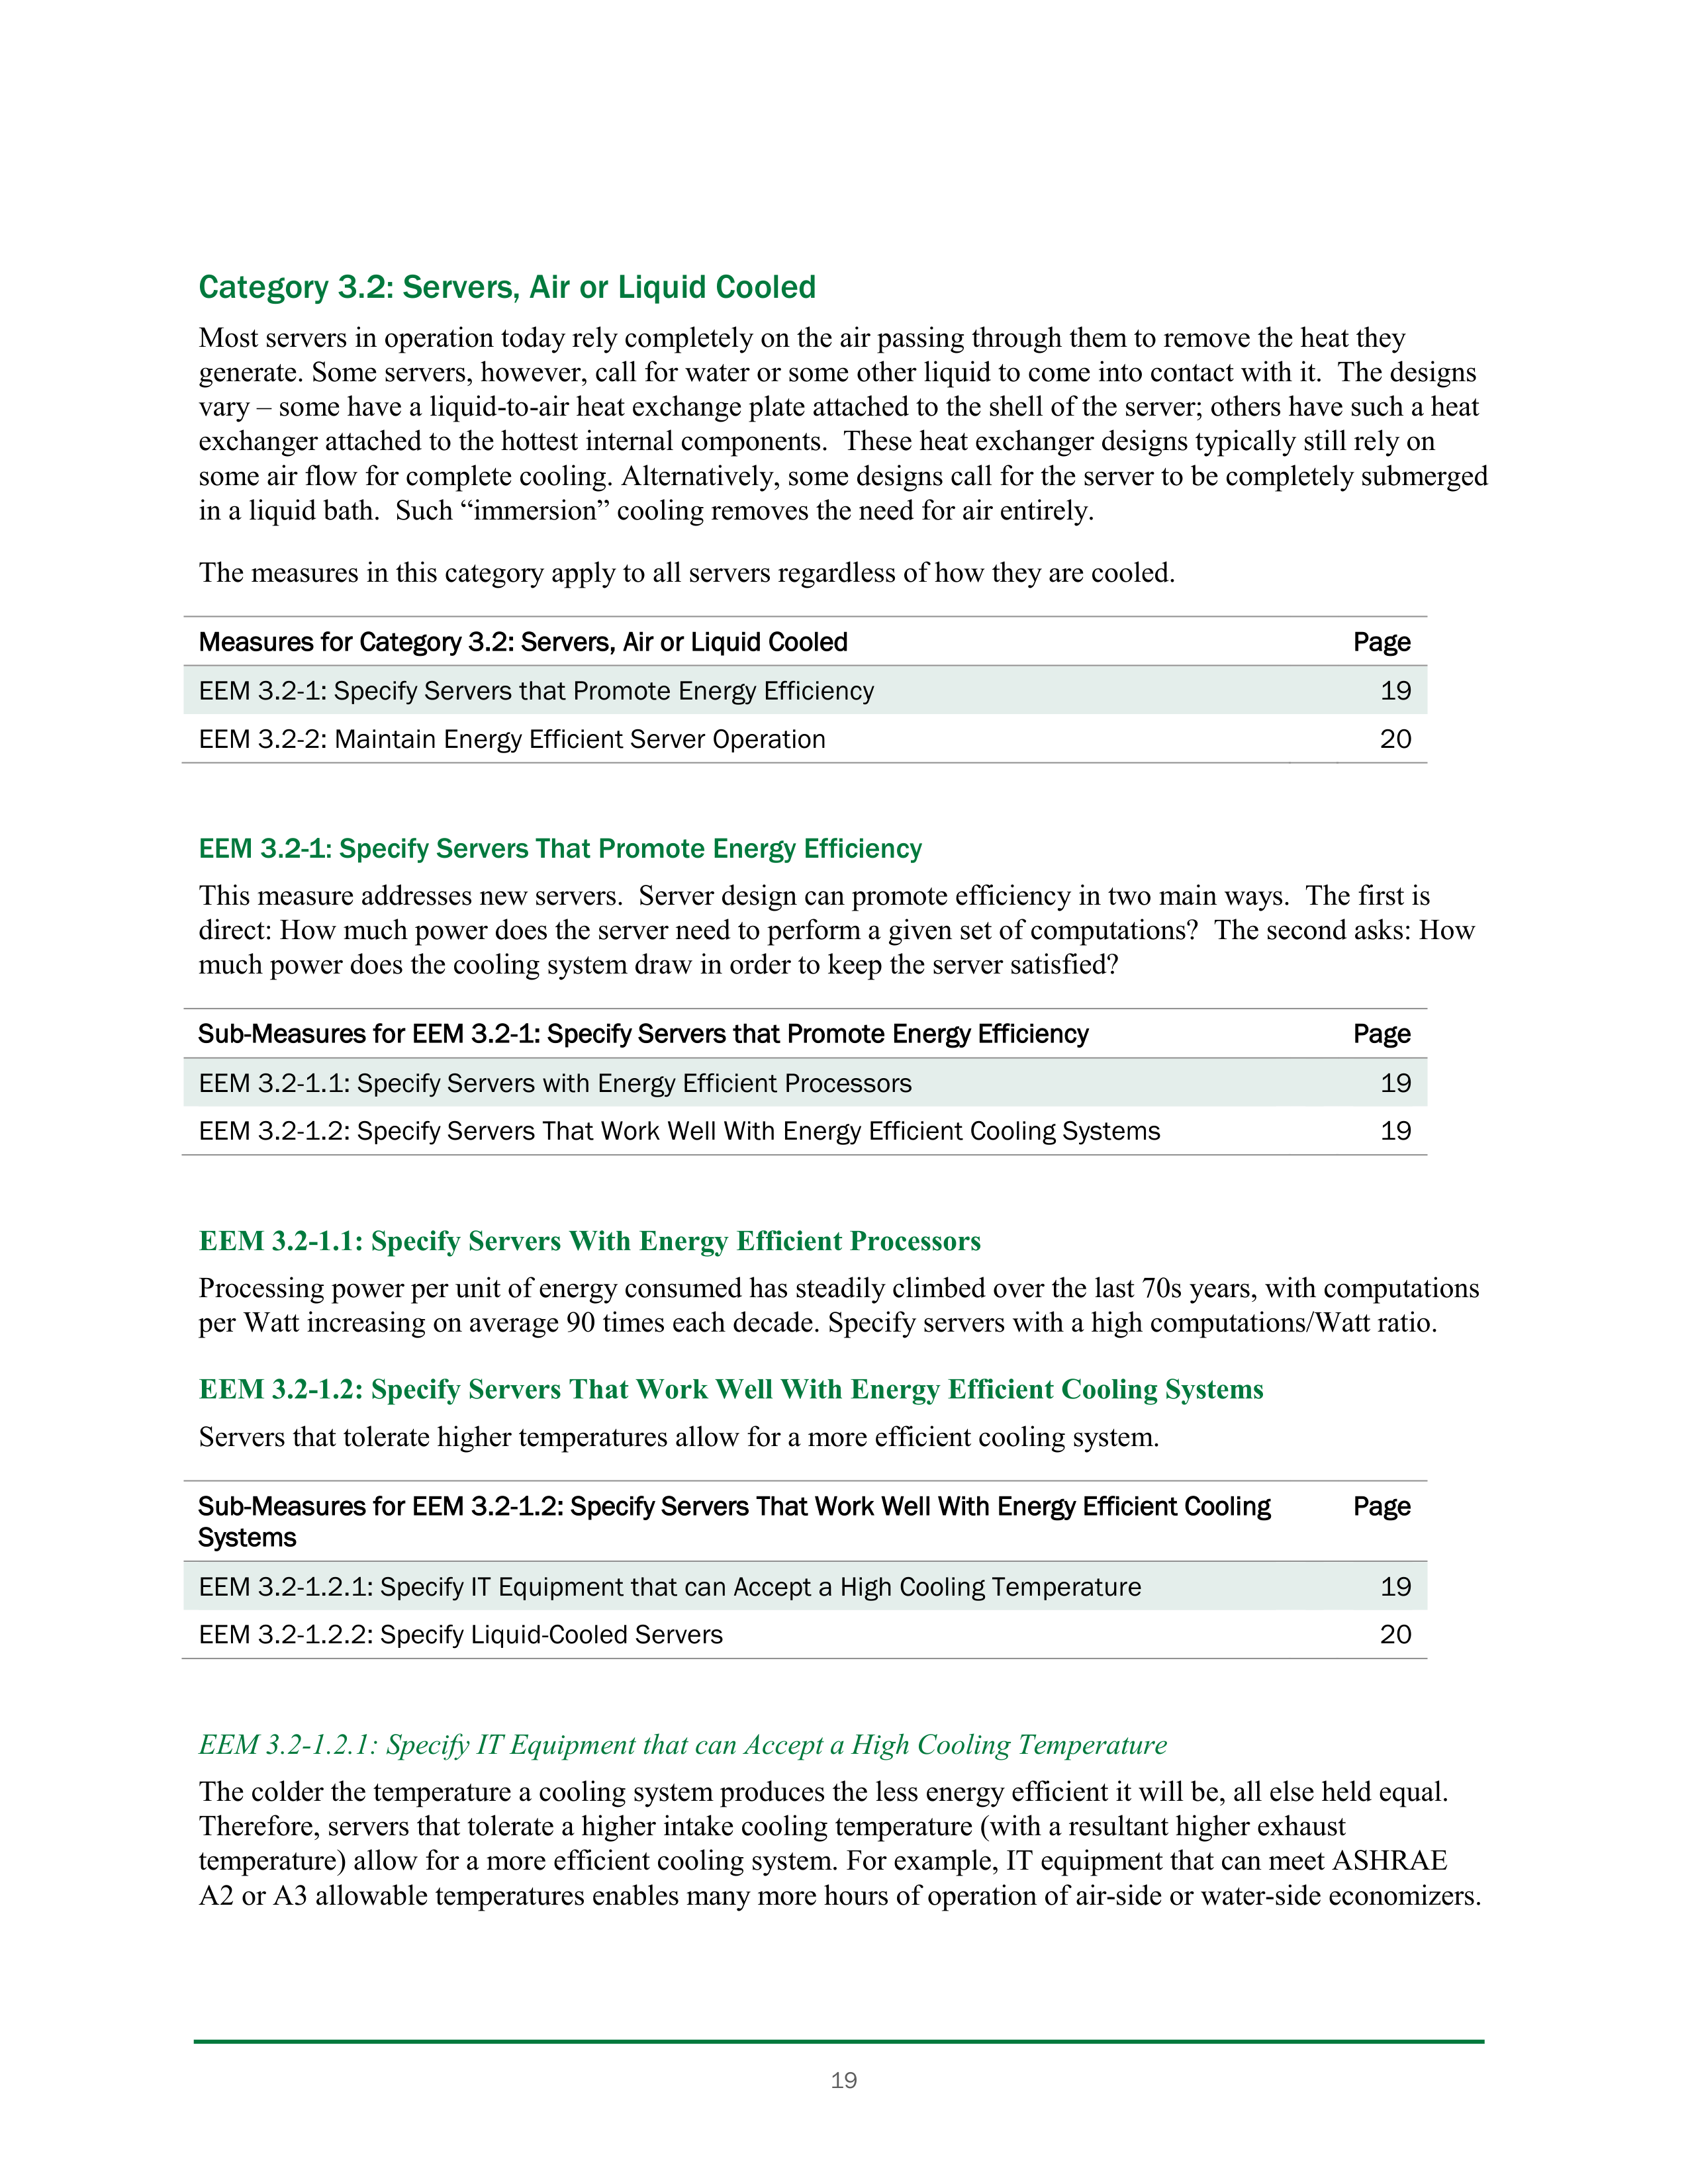 Category 3.2: Servers, Air or Liquid Cooled
Most servers in operation today rely completely on the air passing through them to remove the heat they
generate. Some servers, however, call for water or some other liquid to come into contact with it.  The designs
vary – some have a liquid-to-air heat exchange plate attached to the shell of the server; others have such a heat
exchanger attached to the hottest internal components.  These heat exchanger designs typically still rely on
some air flow for complete cooling. Alternatively, some designs call for the server to be completely submerged
in a liquid bath.  Such “immersion” cooling removes the need for air entirely.
The measures in this category apply to all servers regardless of how they are cooled.
Measures for Category 3.2: Servers, Air or Liquid Cooled Page
EEM 3.2-1: Specify Servers that Promote Energy Efficiency 19
EEM 3.2-2: Maintain Energy Efficient Server Operation 20
EEM 3.2-1: Specify Servers That Promote Energy Efficiency
This measure addresses new servers.  Server design can promote efficiency in two main ways.  The first is
direct: How much power does the server need to perform a given set of computations?  The second asks: How
much power does the cooling system draw in order to keep the server satisfied?
Sub-Measures for EEM 3.2-1: Specify Servers that Promote Energy Efficiency Page
EEM 3.2-1.1: Specify Servers with Energy Efficient Processors 19
EEM 3.2-1.2: Specify Servers That Work Well With Energy Efficient Cooling Systems 19
EEM 3.2-1.1: Specify Servers With Energy Efficient Processors
Processing power per unit of energy consumed has steadily climbed over the last 70s years, with computations
per Watt increasing on average 90 times each decade. Specify servers with a high computations/Watt ratio.
EEM 3.2-1.2: Specify Servers That Work Well With Energy Efficient Cooling Systems
Servers that tolerate higher temperatures allow for a more efficient cooling system.
Sub-Measures for EEM 3.2-1.2: Specify Servers That Work Well With Energy Efficient Cooling Page
Systems
EEM 3.2-1.2.1: Specify IT Equipment that can Accept a High Cooling Temperature 19
EEM 3.2-1.2.2: Specify Liquid-Cooled Servers 20
EEM 3.2-1.2.1: Specify IT Equipment that can Accept a High Cooling Temperature
The colder the temperature a cooling system produces the less energy efficient it will be, all else held equal.
Therefore, servers that tolerate a higher intake cooling temperature (with a resultant higher exhaust
temperature) allow for a more efficient cooling system. For example, IT equipment that can meet ASHRAE
A2 or A3 allowable temperatures enables many more hours of operation of air-side or water-side economizers.
19